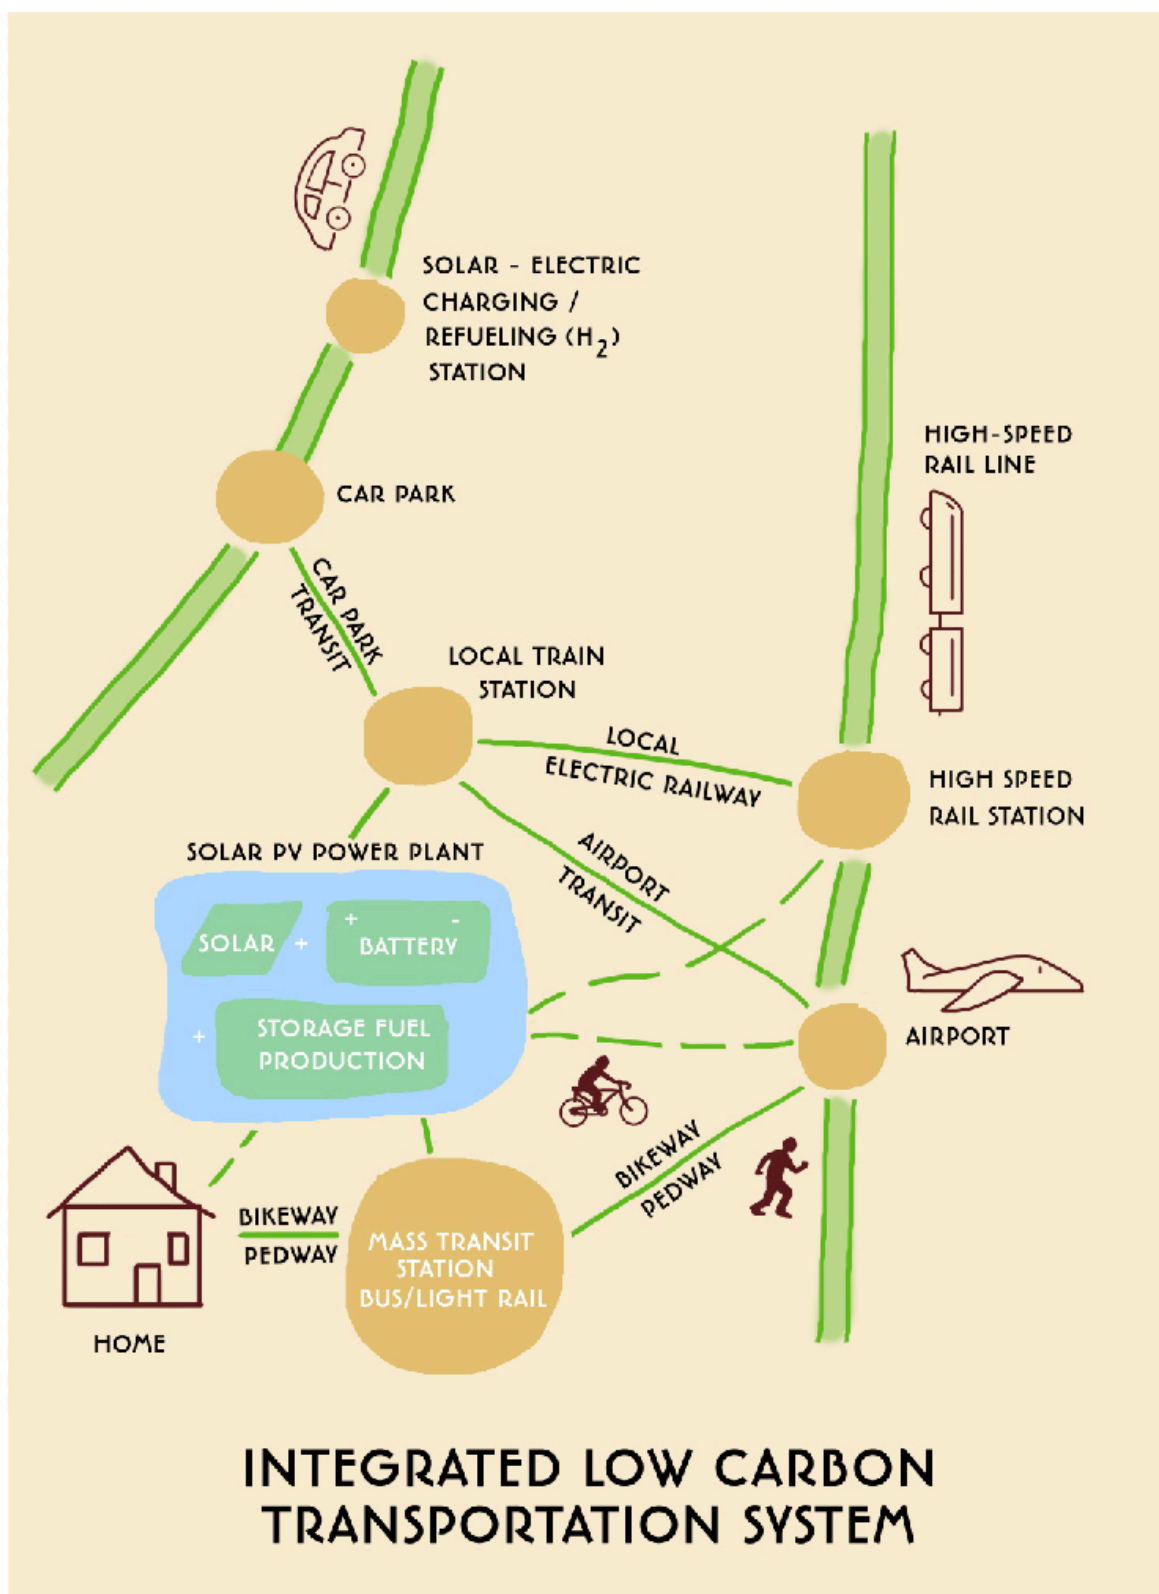 SOLAR - ELECTRIC
CHARGING /
REFUELING (H2)
STATION
HIGH-SPEED
RAIL LINE
CAR PARK
CAR PARK
TRANSIT
LOCAL TRAIN
STATION
LOCAL
ELECTRIC RAILWAY
HIGH SPEED
RAIL STATION
AIRPORT
TRANSIT
SOLAR PV POWER PLANT
+ -
SOLAR + BATTERY
+ STORAGE FUEL
PRODUCTION
AIRPORT
BIKEWAY
PEDWAY
BIKEWAY
PEDWAY
MASS TRANSIT
STATION
BUS/LIGHT RAIL
HOME
INTEGRATED LOW CARBON
TRANSPORTATION SYSTEM